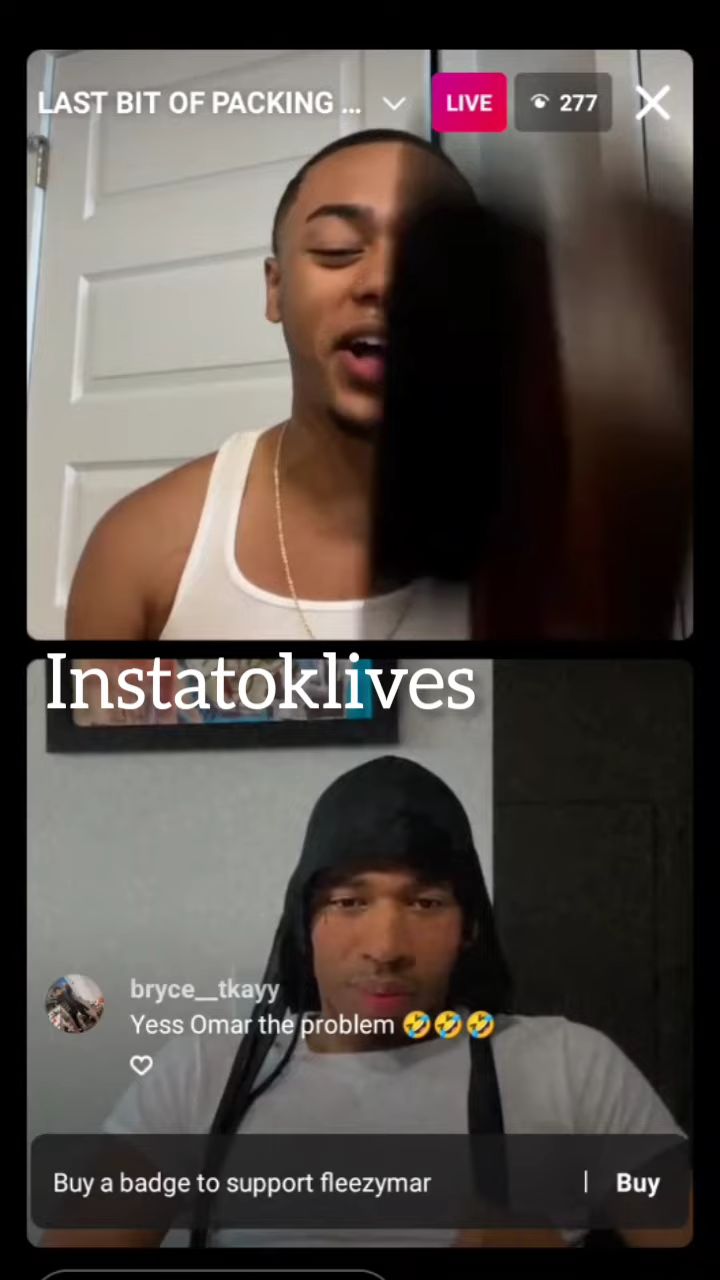 LAST BIT OF PACKING ...
LIVE
277
Instatoklives
bryce__tkayy
Yess Omar the problem 🤣🤣🤣
Buy a badge to support fleezymar
Buy